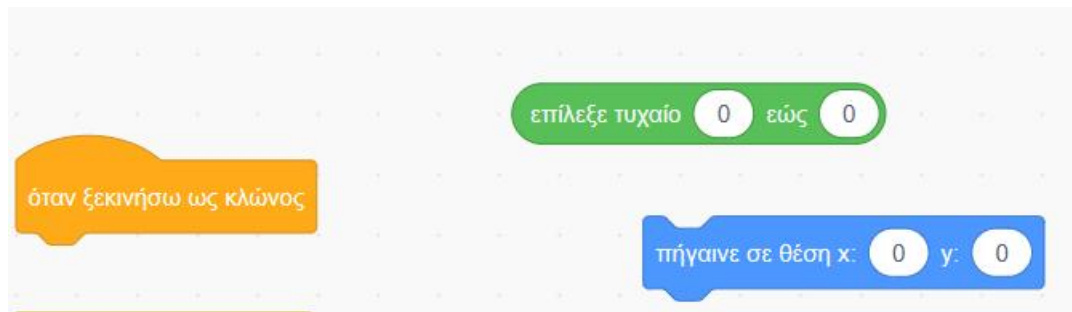 επίλεξε τυχαίο 0 εώς 0
όταν ξεκινήσω ως κλώνος
πήγαινε σε θέση x: 0 y: 0